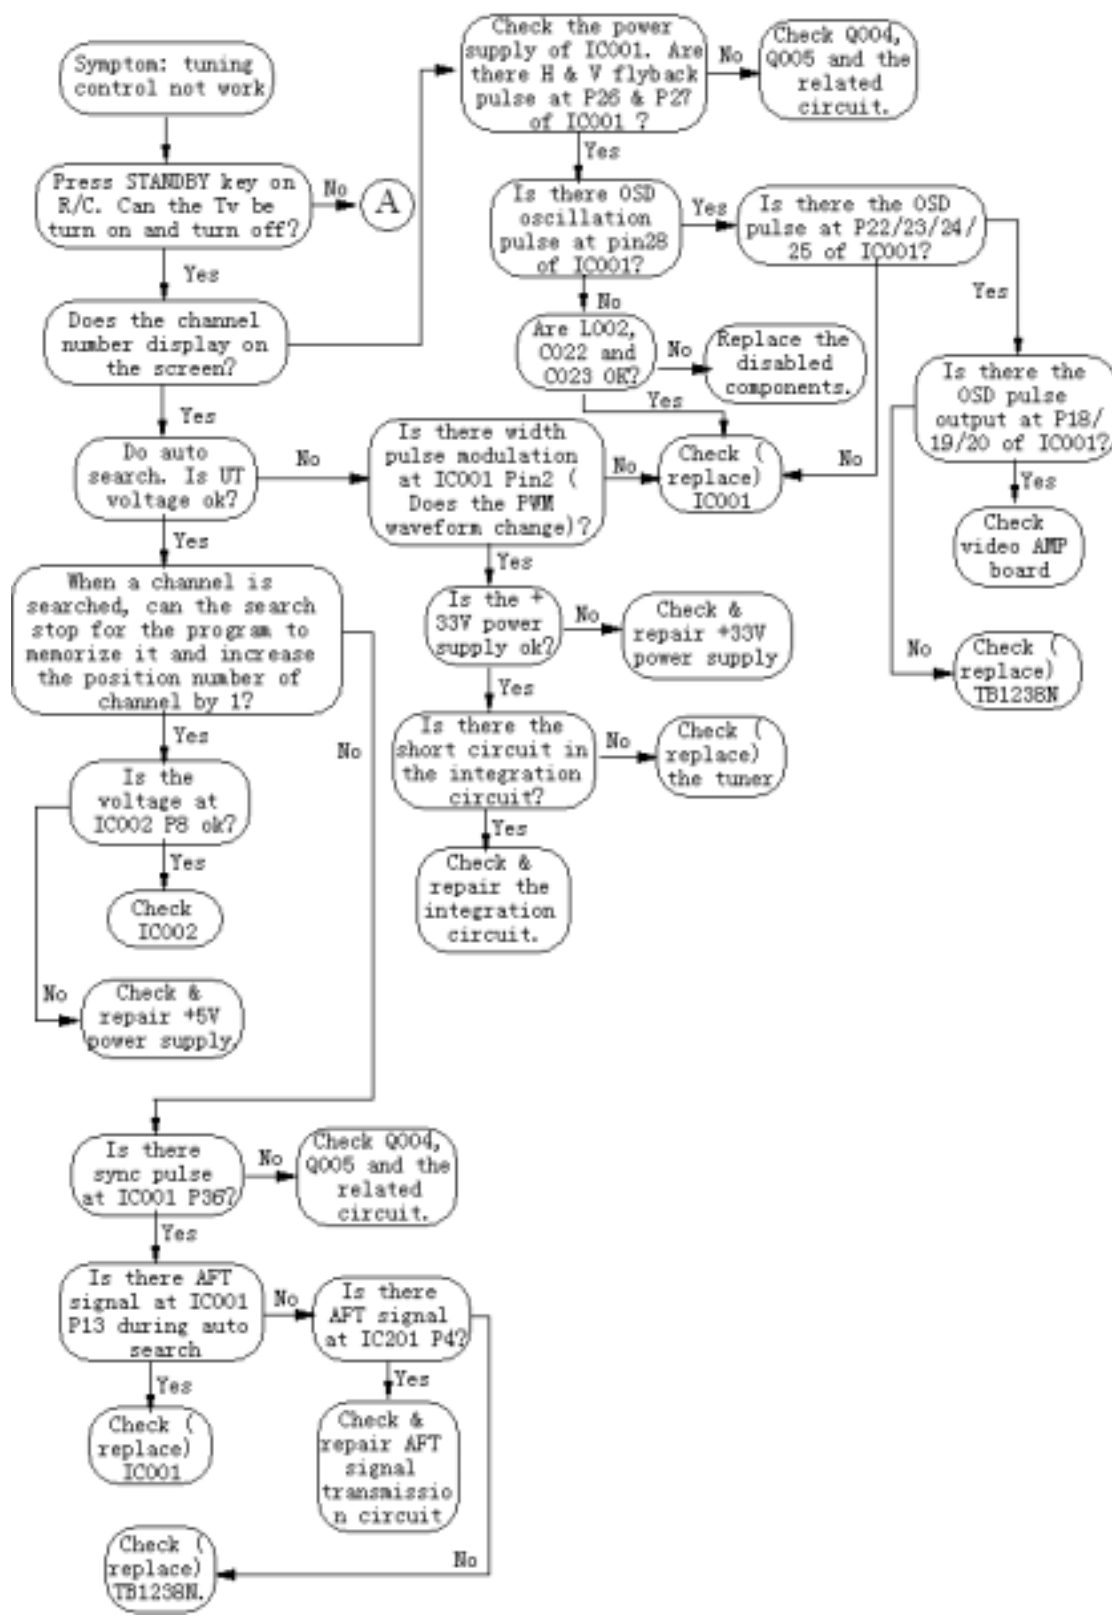 Symptom: tuning
control not work
Press STANDBY key on
R/C. Can the Tv be
turn on and turn off?
No
A
Yes
Does the channel
number display on
the screen?
Yes
Do auto
search. Is UT
voltage ok?
No
Yes
When a channel is
searched, can the search
stop for the program to
memorize it and increase
the position number of
channel by 1?
Yes
No
Is the
voltage at
IC002 P8 ok?
Yes
Check
IC002
No
Check &
repair +5V
power supply.
Check the power
supply of IC001. Are
there H & V flyback
pulse at P26 & P27
of IC001 ?
No
Check Q004,
Q005 and the
related
circuit.
Yes
Is there OSD
oscillation
pulse at pin28
of IC001?
Yes
Is there the OSD
pulse at P22/23/24/
25 of IC001?
Yes
No
No
Are L002,
C022 and
C023 OK?
No
Replace the
disabled
components.
Yes
Is there the
OSD pulse
output at P18/
19/20 of IC001?
Yes
Check
video AMP
board
No
Check (
replace)
TB1238N
Is there width
pulse modulation
at IC001 Pin2 (
Does the PWM
waveform change)?
No
Check (
replace)
IC001
Yes
Is the +
33V power
supply ok?
No
Check &
repair +33V
power supply
Yes
Is there the
short circuit in
the integration
circuit?
No
Check (
replace)
the tuner
Yes
Check &
repair the
integration
circuit.
Is there
sync pulse
at IC001 P36?
No
Check Q004,
Q005 and the
related
circuit.
Yes
Is there AFT
signal at IC001
P13 during auto
search
No
Is there
AFT signal
at IC201 P4?
Yes
Yes
Check (
replace)
IC001
Check &
repair AFT
signal
transmissio
n circuit
No
Check (
replace)
TB1238N.